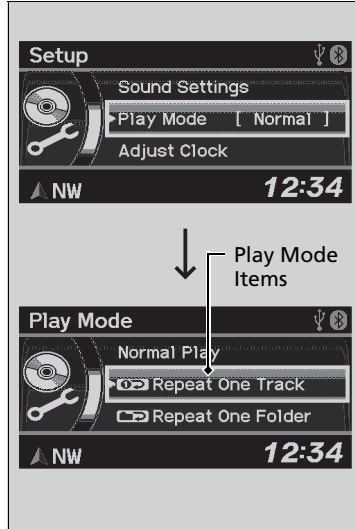 Setup
Sound Settings
Play Mode [ Normal ]
Adjust Clock
NW 12:34
Play Mode
Items
Play Mode
Normal Play
Repeat One Track
Repeat One Folder
NW 12:34